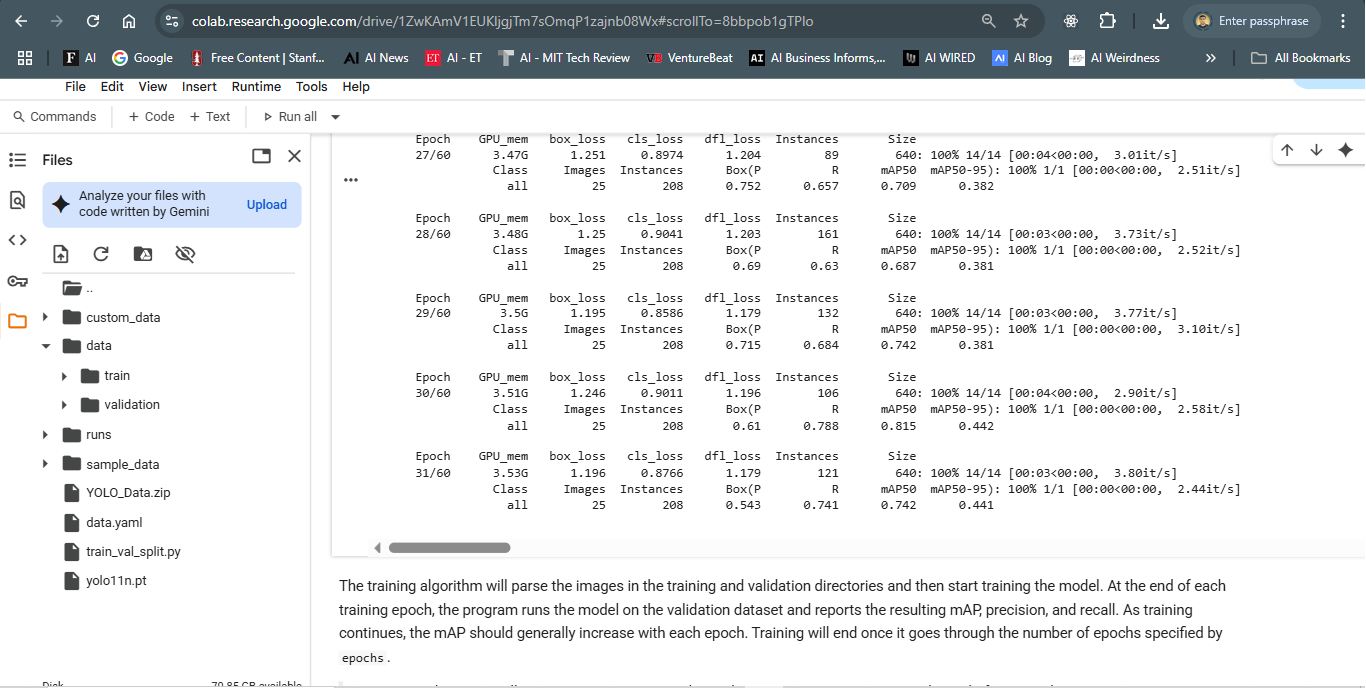 colab.research.google.com/drive/1ZwKAmV1EUKIjgjTm7sOmqP1zajnb08Wx#scrollTo=8bbpob1gTPlo
Enter passphrase
AI
Google
Free Content | Stanf...
AI News
AI - ET
AI - MIT Tech Review
VentureBeat
AI Business Informs,...
AI WIRED
AI Blog
AI Weirdness
All Bookmarks
File Edit View Insert Runtime Tools Help
Commands + Code + Text Run all
Files
Analyze your files with
code written by Gemini
Upload
..
custom_data
data
train
validation
runs
sample_data
YOLO_Data.zip
data.yaml
train_val_split.py
yolo11n.pt
Epoch GPU_mem box_loss cls_loss dfl_loss Instances Size
27/60 3.47G 1.251 0.8974 1.204 89 640: 100% 14/14 [00:04<00:00, 3.01it/s]
Class Images Instances Box(P R mAP50 mAP50-95): 100% 1/1 [00:00<00:00, 2.51it/s]
all 25 208 0.752 0.657 0.709 0.382
Epoch GPU_mem box_loss cls_loss dfl_loss Instances Size
28/60 3.48G 1.25 0.9041 1.203 161 640: 100% 14/14 [00:03<00:00, 3.73it/s]
Class Images Instances Box(P R mAP50 mAP50-95): 100% 1/1 [00:00<00:00, 2.52it/s]
all 25 208 0.69 0.63 0.687 0.381
Epoch GPU_mem box_loss cls_loss dfl_loss Instances Size
29/60 3.5G 1.195 0.8586 1.179 132 640: 100% 14/14 [00:03<00:00, 3.77it/s]
Class Images Instances Box(P R mAP50 mAP50-95): 100% 1/1 [00:00<00:00, 3.10it/s]
all 25 208 0.715 0.684 0.742 0.381
Epoch GPU_mem box_loss cls_loss dfl_loss Instances Size
30/60 3.51G 1.246 0.9011 1.196 106 640: 100% 14/14 [00:04<00:00, 2.90it/s]
Class Images Instances Box(P R mAP50 mAP50-95): 100% 1/1 [00:00<00:00, 2.58it/s]
all 25 208 0.61 0.788 0.815 0.442
Epoch GPU_mem box_loss cls_loss dfl_loss Instances Size
31/60 3.53G 1.196 0.8766 1.179 121 640: 100% 14/14 [00:03<00:00, 3.80it/s]
Class Images Instances Box(P R mAP50 mAP50-95): 100% 1/1 [00:00<00:00, 2.44it/s]
all 25 208 0.543 0.741 0.742 0.441
The training algorithm will parse the images in the training and validation directories and then start training the model. At the end of each
training epoch, the program runs the model on the validation dataset and reports the resulting mAP, precision, and recall. As training
continues, the mAP should generally increase with each epoch. Training will end once it goes through the number of epochs specified by
epochs .